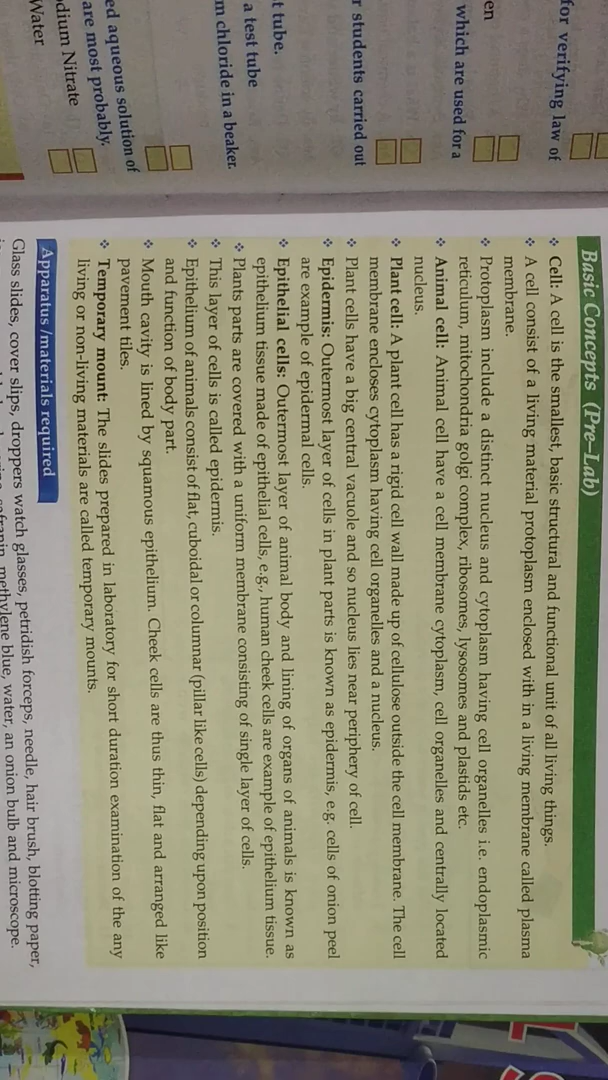 for verifying law of
en
which are used for a
r students carried out
t tube.
a test tube
m chloride in a beaker.
ed aqueous solution of
are most probably.
dium Nitrate
Water
Basic Concepts (Pre–Lab)
❖ Cell: A cell is the smallest, basic structural and functional unit of all living things.
❖ A cell consist of a living material protoplasm enclosed with in a living membrane called plasma
membrane.
❖ Protoplasm include a distinct nucleus and cytoplasm having cell organelles i.e. endoplasmic
reticulum, mitochondria golgi complex, ribosomes, lysosomes and plastids etc.
❖ Animal cell: Animal cell have a cell membrane cytoplasm, cell organelles and centrally located
nucleus.
❖ Plant cell: A plant cell has a rigid cell wall made up of cellulose outside the cell membrane. The cell
membrane encloses cytoplasm having cell organelles and a nucleus.
❖ Plant cells have a big central vacuole and so nucleus lies near periphery of cell.
❖ Epidermis: Outermost layer of cells in plant parts is known as epidermis, e.g. cells of onion peel
are example of epidermal cells.
❖ Epithelial cells: Outermost layer of animal body and lining of organs of animals is known as
epithelium tissue made of epithelial cells, e.g., human cheek cells are example of epithelium tissue.
❖ Plants parts are covered with a uniform membrane consisting of single layer of cells.
❖ This layer of cells is called epidermis.
❖ Epithelium of animals consist of flat, cuboidal or columnar (pillar like cells) depending upon position
and function of body part.
❖ Mouth cavity is lined by squamous epithelium. Cheek cells are thus thin, flat and arranged like
pavement tiles.
❖ Temporary mount: The slides prepared in laboratory for short duration examination of the any
living or non-living materials are called temporary mounts.
Apparatus/materials required
Glass slides, cover slips, droppers watch glasses, petridish forceps, needle, hair brush, blotting paper,
safranin, methylene blue, water, an onion bulb and microscope.